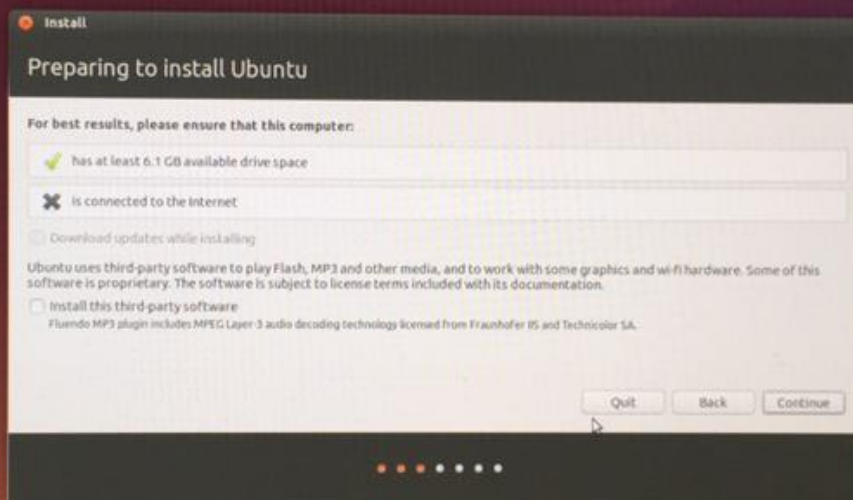 Install
Preparing to install Ubuntu
For best results, please ensure that this computer:
has at least 6.1 GB available drive space
is connected to the Internet
Download updates while installing
Ubuntu uses third-party software to play Flash, MP3 and other media, and to work with some graphics and wi-fi hardware. Some of this
software is proprietary. The software is subject to license terms included with its documentation.
Install this third-party software
Fluendo MP3 plugin includes MPEG Layer-3 audio decoding technology licensed from Fraunhofer IIS and Technicolor SA.
Quit
Back
Continue